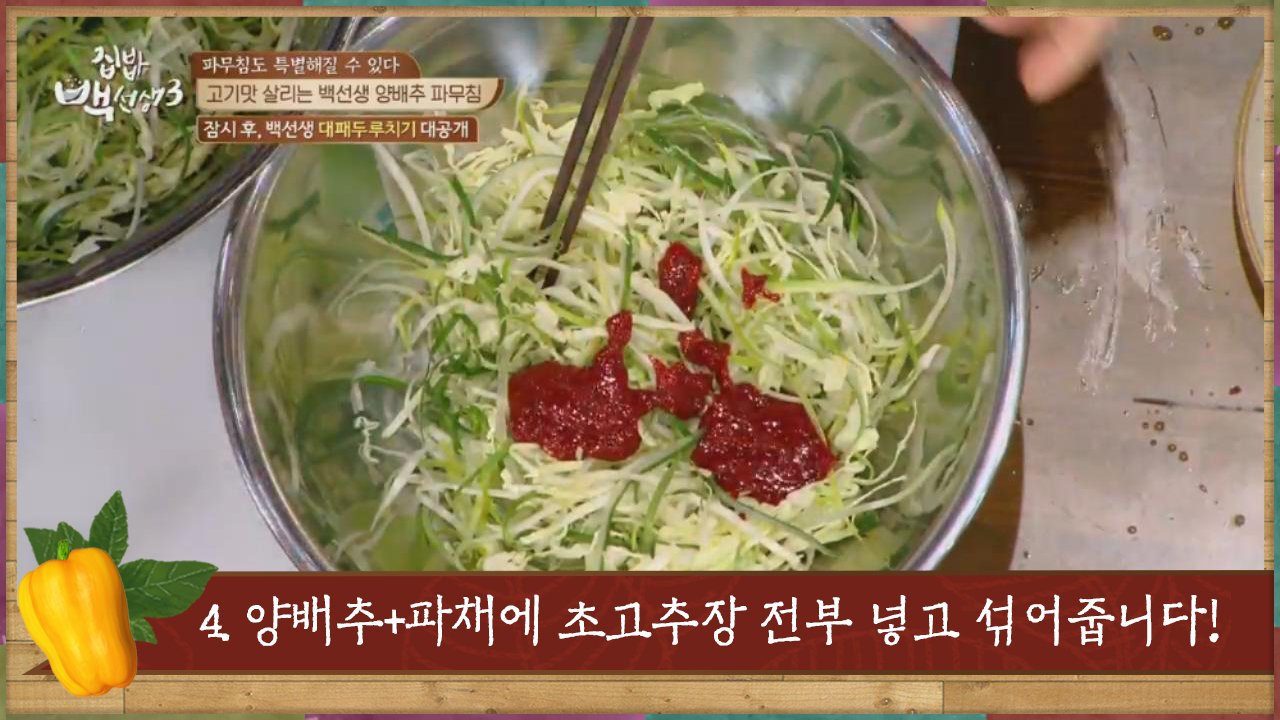 집밥
백선생3
파무침도 특별해질 수 있다
고기맛 살리는 백선생 양배추 파무침
잠시 후, 백선생 대패두루치기 대공개
4. 양배추+파채에 초고추장 전부 넣고 섞어줍니다!